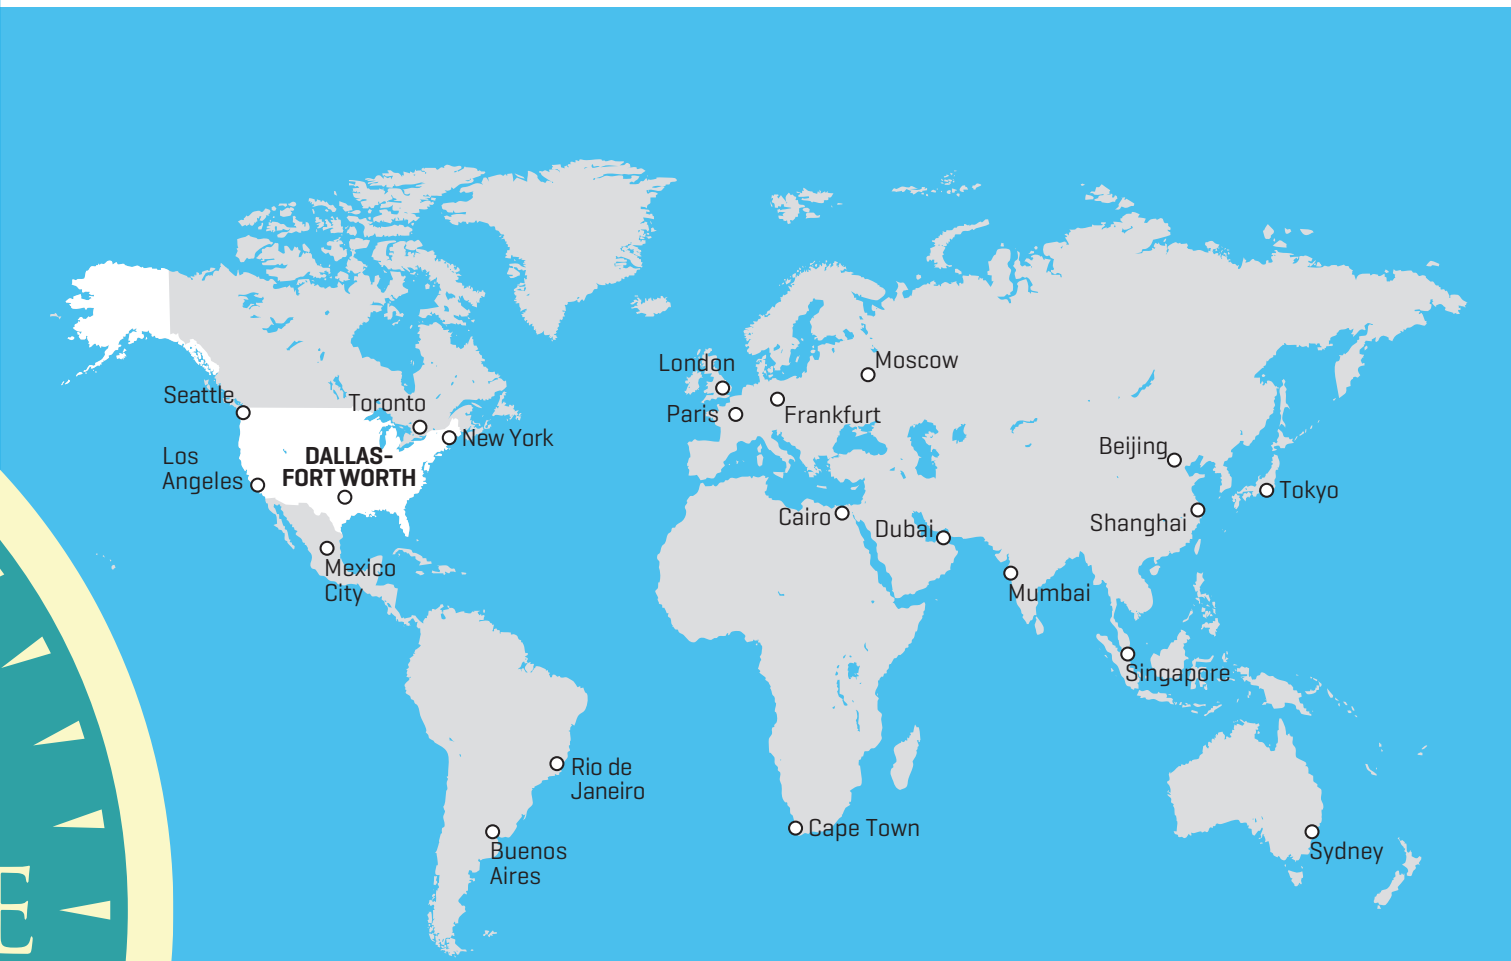 London
Moscow
Seattle
Toronto
Paris
Frankfurt
New York
Beijing
Los
Angeles
DALLAS-
FORT WORTH
Tokyo
Cairo
Dubai
Shanghai
Mexico
City
Mumbai
Singapore
Rio de
Janeiro
Cape Town
Buenos
Aires
Sydney
E